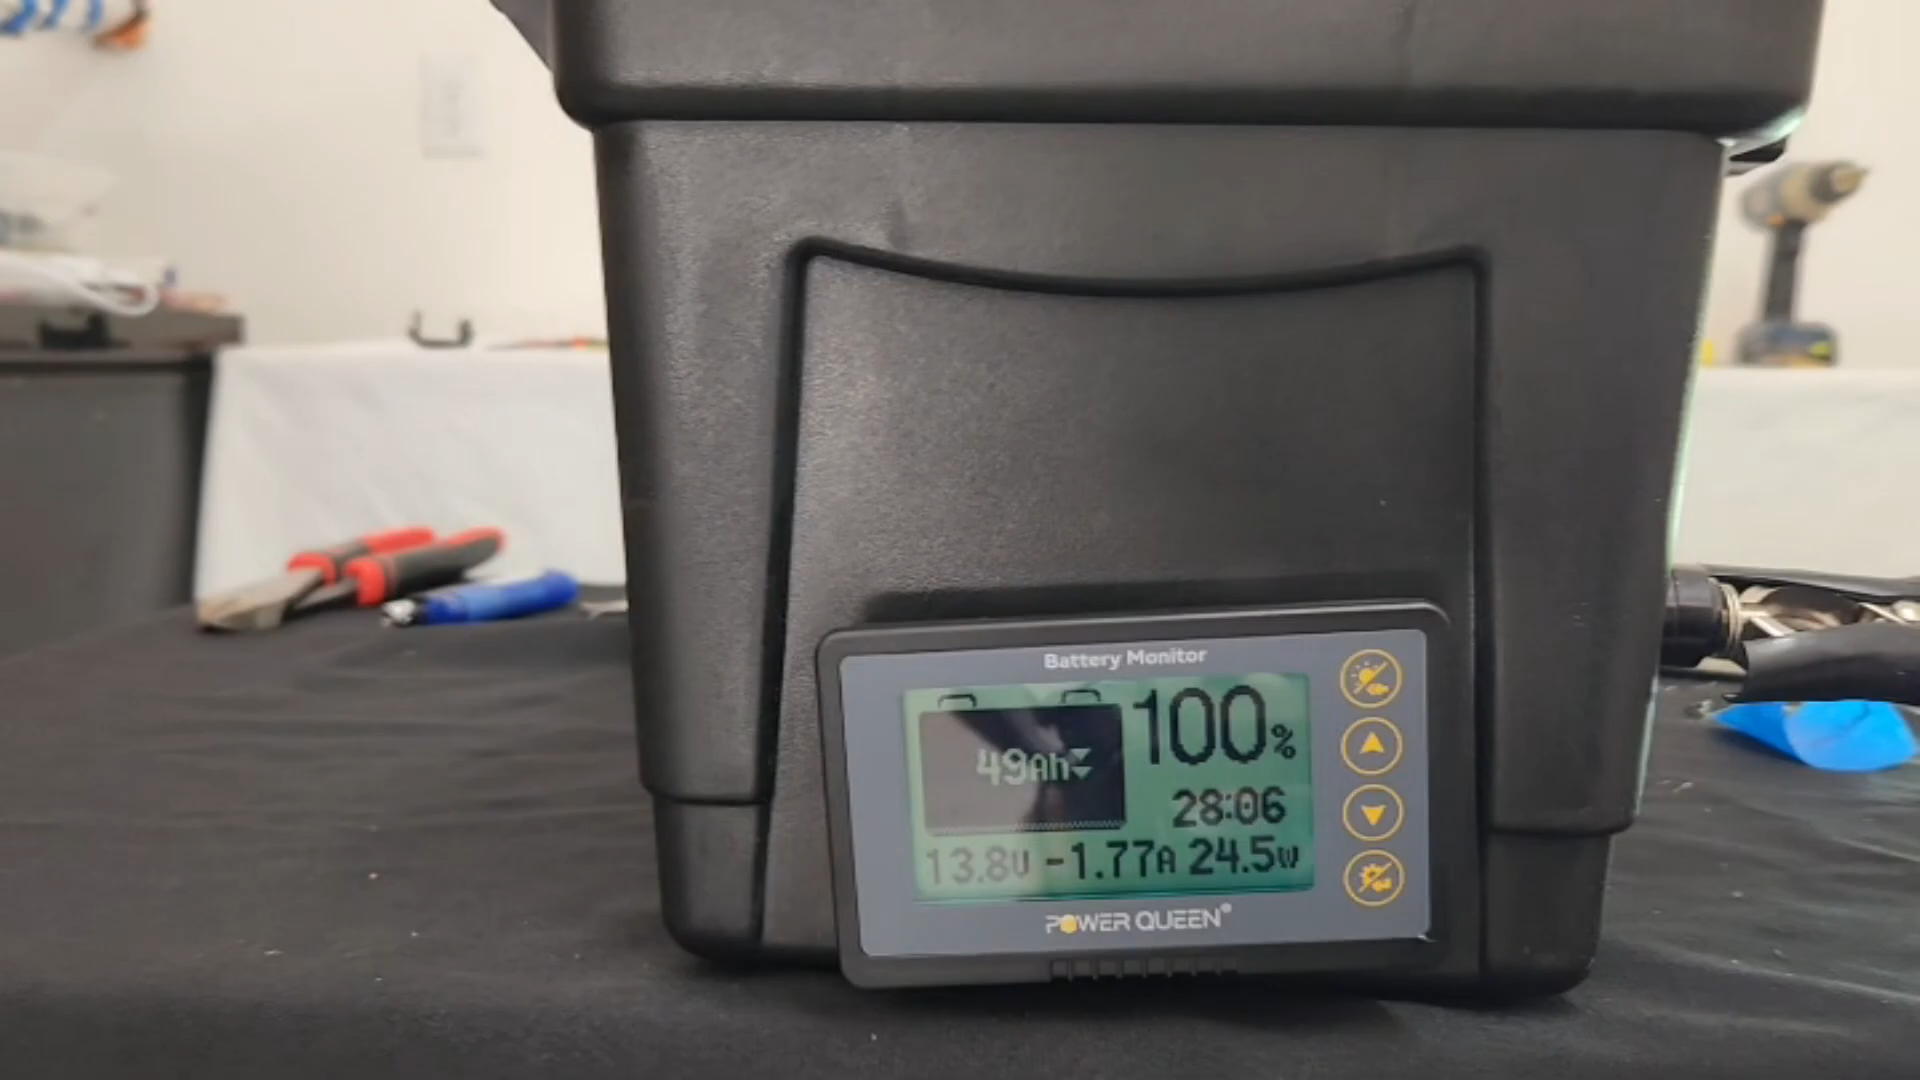 Battery Monitor
100%
49Ah
28:06
13.8V -1.77A 24.5W
POWER QUEEN